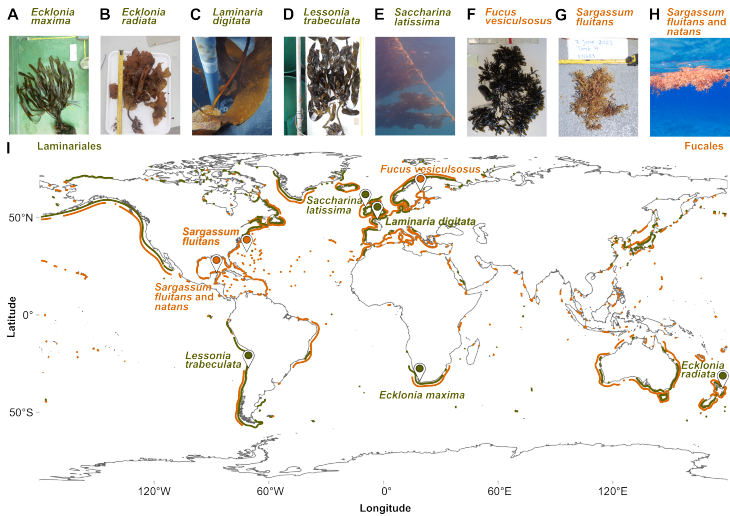 A Ecklonia
maxima
B Ecklonia
radiata
C Laminaria
digitata
D Lessonia
trabeculata
E Saccharina
latissima
F Fucus
vesiculsosus
G Sargassum
fluitans
H Sargassum
fluitans and
natans
I Laminariales
Fucales
Fucus vesiculsosus
Saccharina
latissima
Laminaria digitata
Sargassum
fluitans
Sargassum
fluitans and
natans
Lessonia
trabeculata
Ecklonia maxima
Ecklonia
radiata
Latitude
50°N
0°
50°S
120°W
60°W
0°
60°E
120°E
Longitude